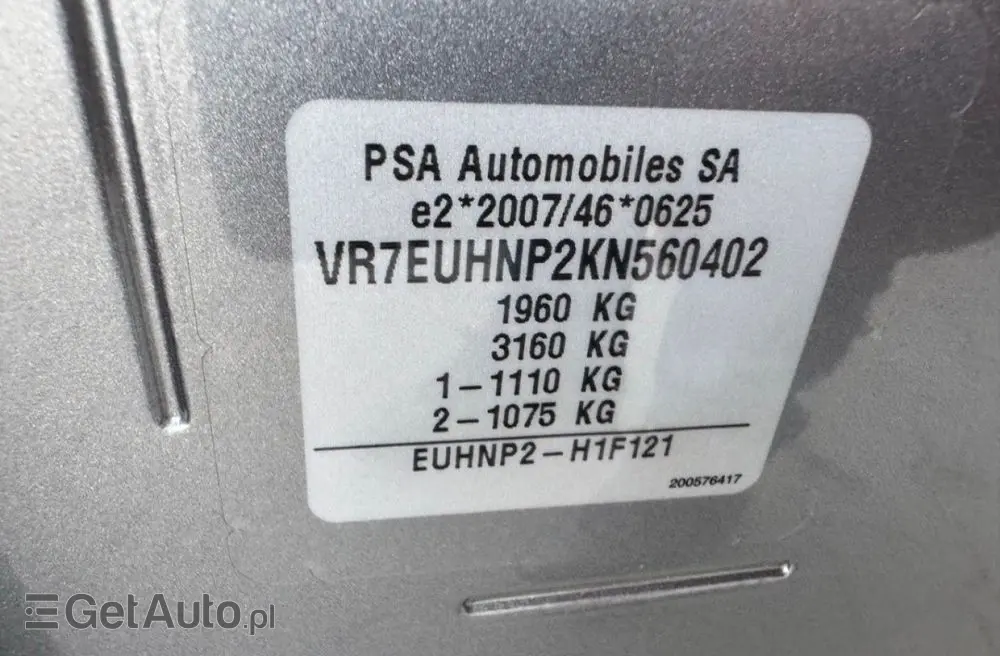 PSA Automobiles SA
e2*2007/46*0625
VR7EUHNP2KN560402
1960 KG
3160 KG
1-1110 KG
2-1075 KG
EUHNP2-H1F121
200576417
GetAuto.pl